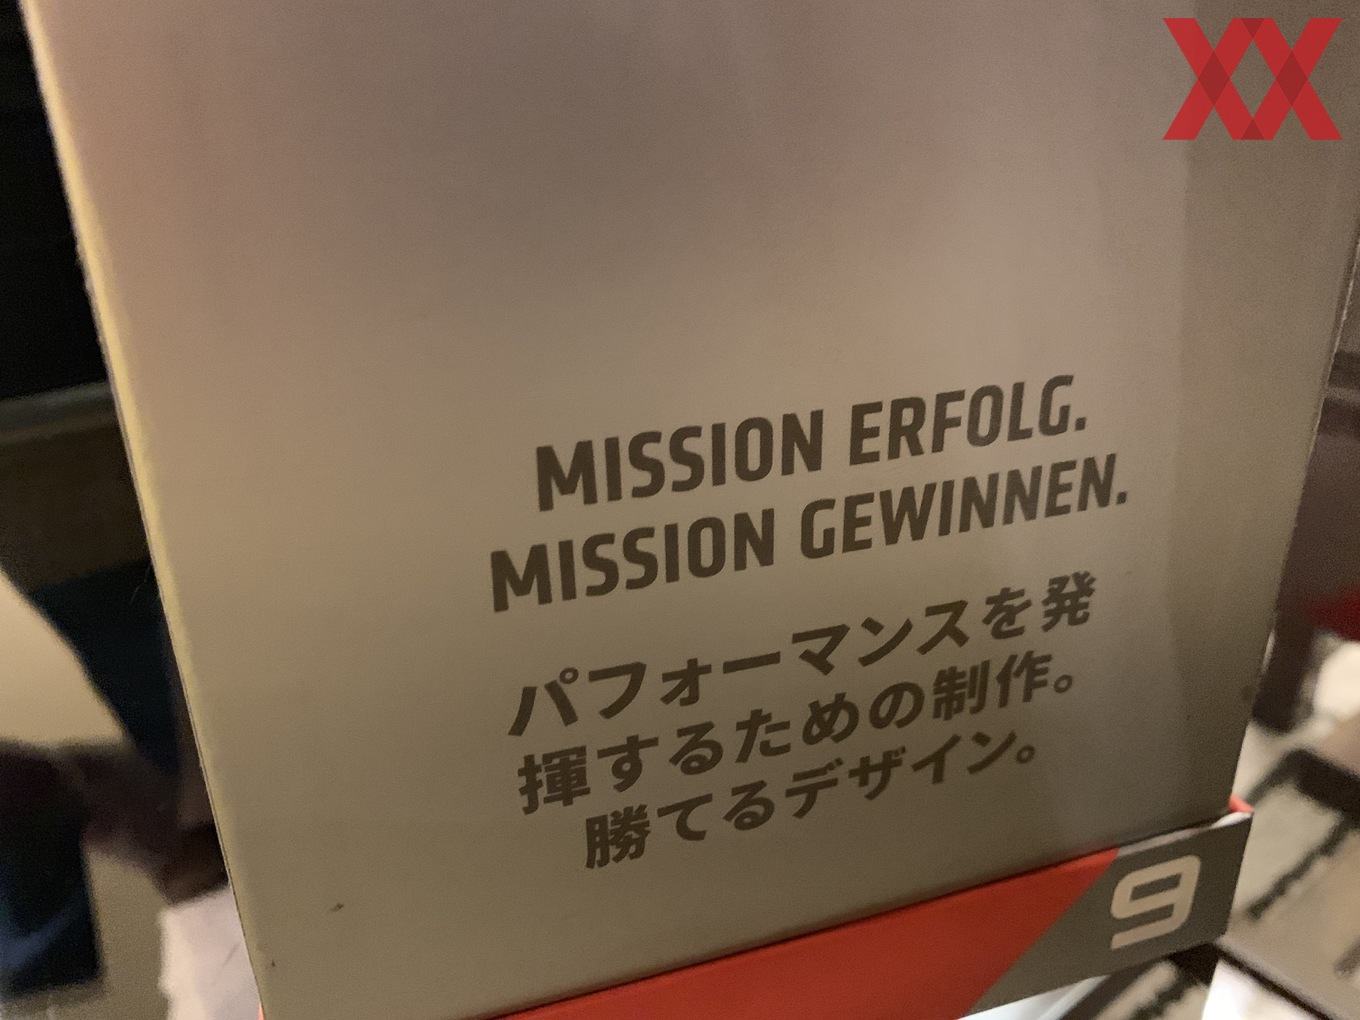 XX
MISSION ERFOLG.
MISSION GEWINNEN.
パフォーマンスを発
揮するための制作。
勝てるデザイン。
9